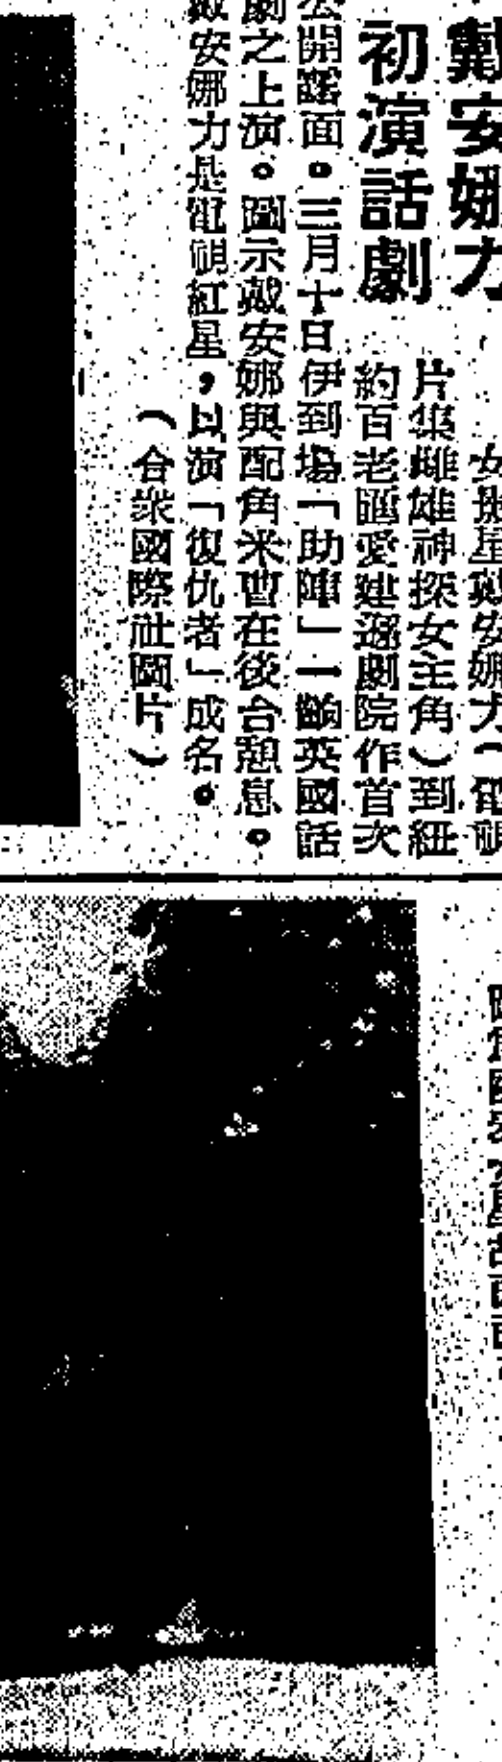 戴安娜力
初演話劇
女 星戴安娜力（電視
片集雌雄神探女主角）到紐
約百老匯愛建遜劇院作首次
公開露面。三月十日伊到場「助陣」一齣英國話
劇之上演。圖示戴安娜與配角米曹在後台憩息。
戴安娜力是電視紅星，以演「復仇者」成名。
（合衆國際社圖片）